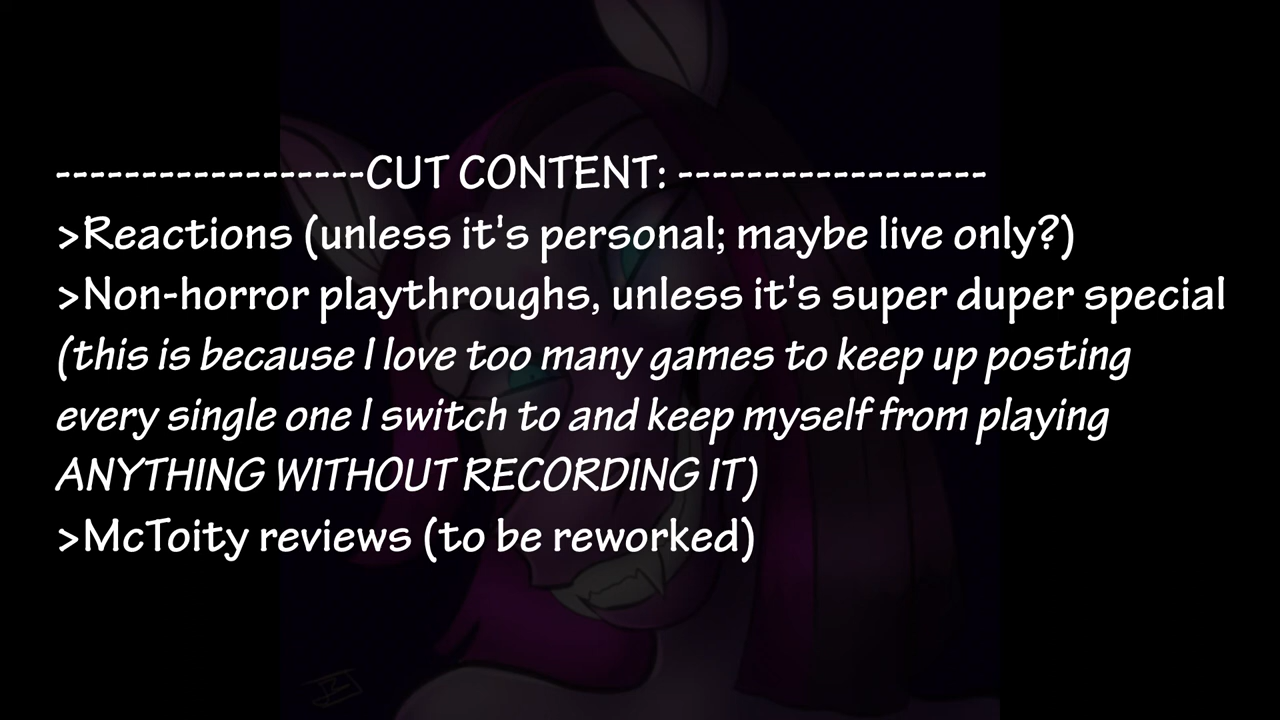 ------------------CUT CONTENT: ------------------
>Reactions (unless it's personal; maybe live only?)
>Non-horror playthroughs, unless it's super duper special
(this is because I love too many games to keep up posting
every single one I switch to and keep myself from playing
ANYTHING WITHOUT RECORDING IT)
>McToity reviews (to be reworked)